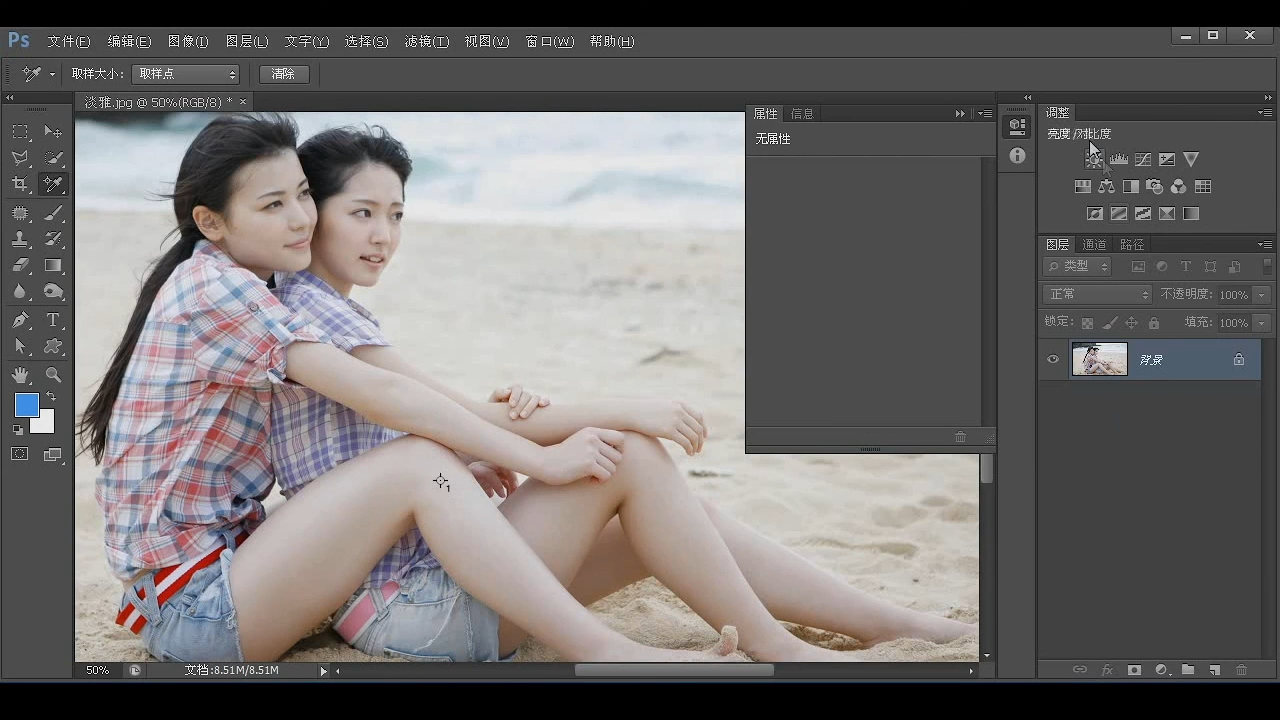 Ps 文件(F) 编辑(E) 图像(I) 图层(L) 文字(Y) 选择(S) 滤镜(T) 视图(V) 窗口(W) 帮助(H)
取样大小: 取样点 清除
淡雅.jpg @ 50%(RGB/8) * ×
属性 信息
无属性
调整
亮度/对比度
图层 通道 路径
类型
正常 不透明度: 100%
锁定: 填充: 100%
背景
1
50% 文档:8.51M/8.51M